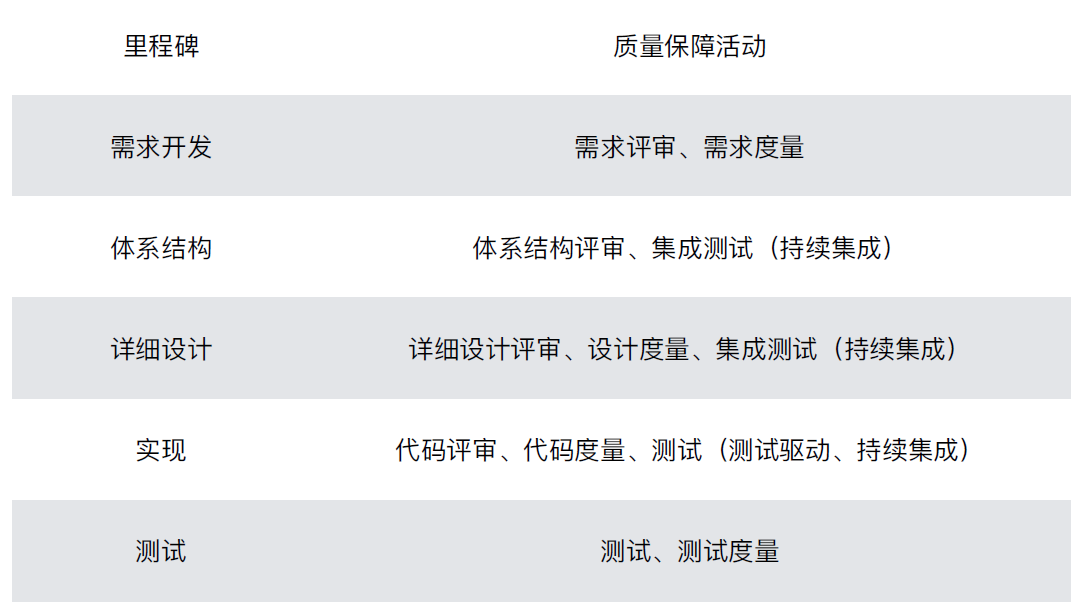 里程碑 质量保障活动
需求开发 需求评审、需求度量
体系结构 体系结构评审、集成测试（持续集成）
详细设计 详细设计评审、设计度量、集成测试（持续集成）
实现 代码评审、代码度量、测试（测试驱动、持续集成）
测试 测试、测试度量